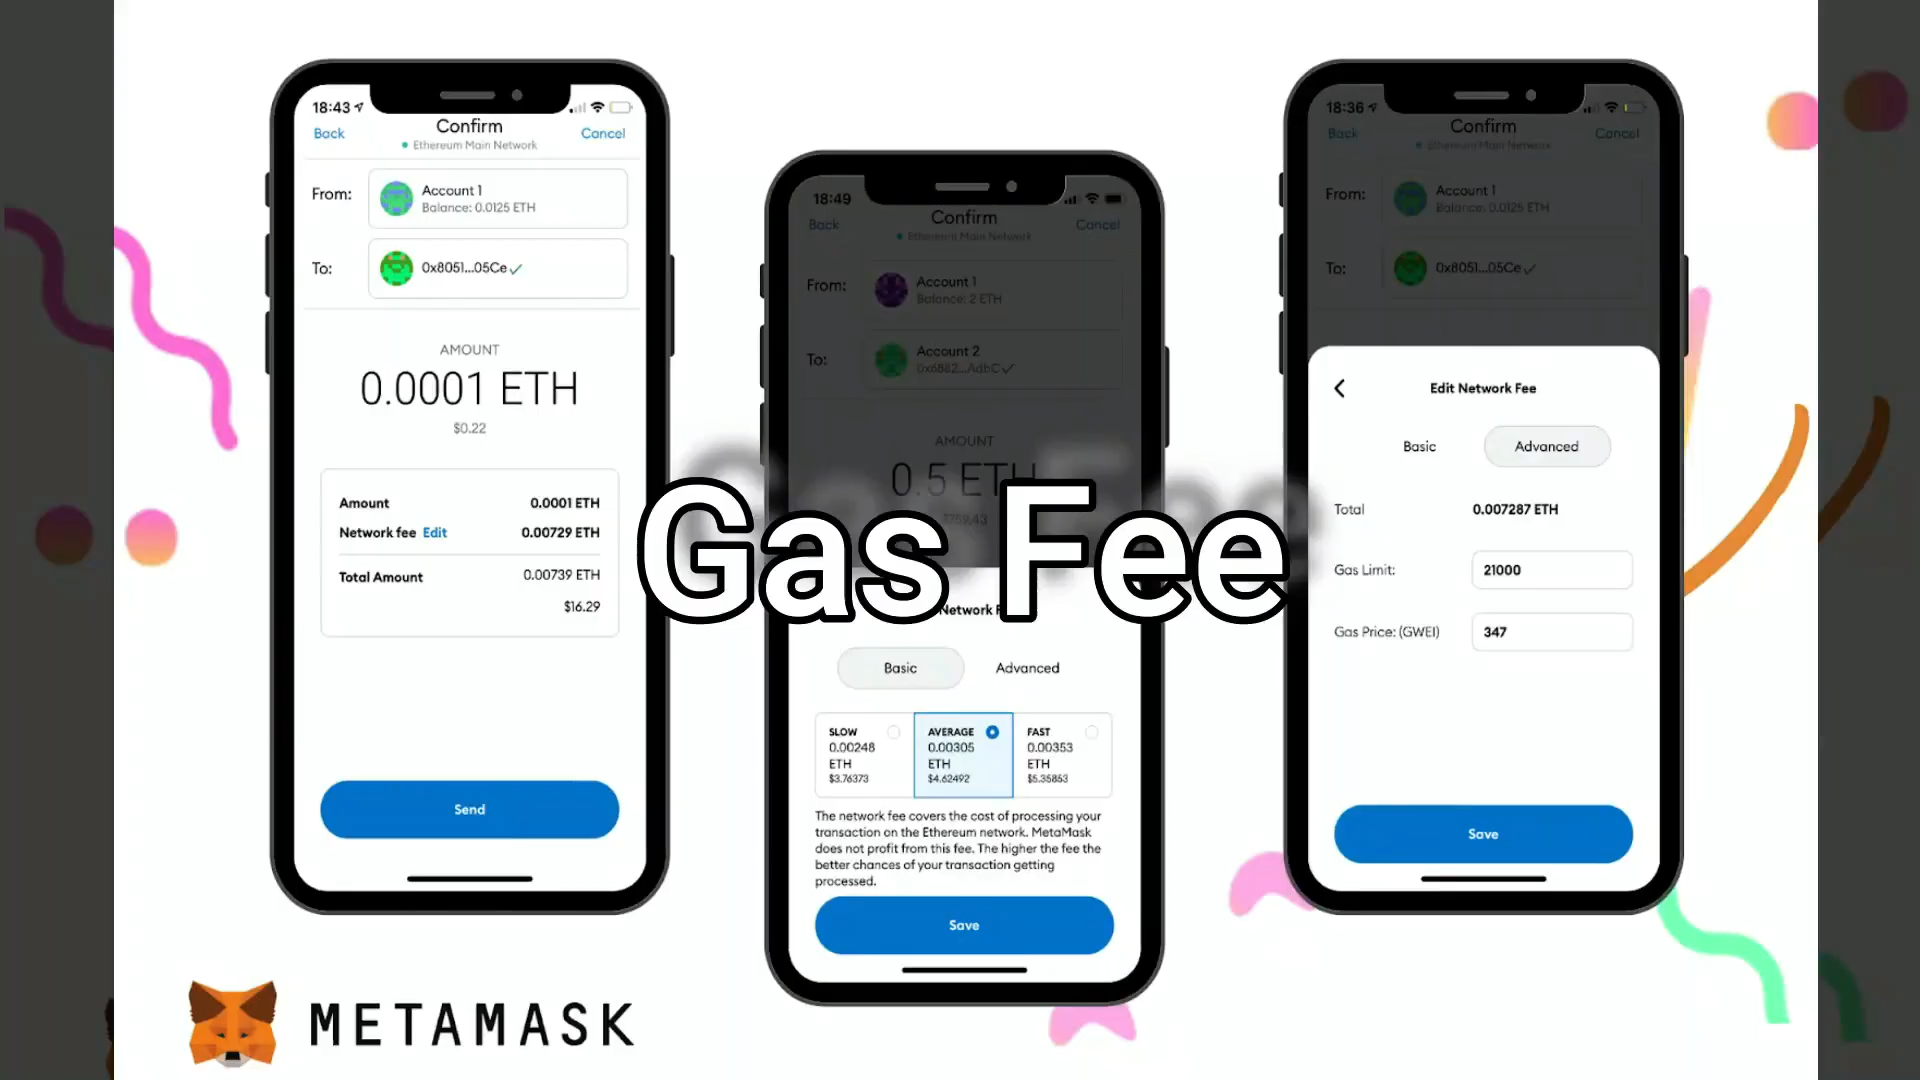 18:43
Back
Confirm
Cancel
Ethereum Main Network
From:
Account 1
Balance: 0.0125 ETH
To:
0x8051...05Ce
AMOUNT
0.0001 ETH
$0.22
Amount 0.0001 ETH
Network fee Edit 0.00729 ETH
Total Amount 0.00739 ETH
$16.29
Send
18:49
Back
Confirm
Cancel
Ethereum Main Network
From:
Account 1
Balance: 2 ETH
To:
Account 2
0x6882...AdbC
AMOUNT
0.5 ETH
Gas Fee
Network
Basic
Advanced
SLOW
0.00248
ETH
$3.76373
AVERAGE
0.00305
ETH
$4.62492
FAST
0.00353
ETH
$5.35853
The network fee covers the cost of processing your
transaction on the Ethereum network. MetaMask
does not profit from this fee. The higher the fee the
better chances of your transaction getting
processed.
Save
18:36
Back
Confirm
Cancel
Ethereum Main Network
From:
Account 1
Balance: 0.0125 ETH
To:
0x8051...05Ce
Edit Network Fee
Basic
Advanced
Total 0.007287 ETH
Gas Limit: 21000
Gas Price: (GWEI) 347
Save
METAMASK